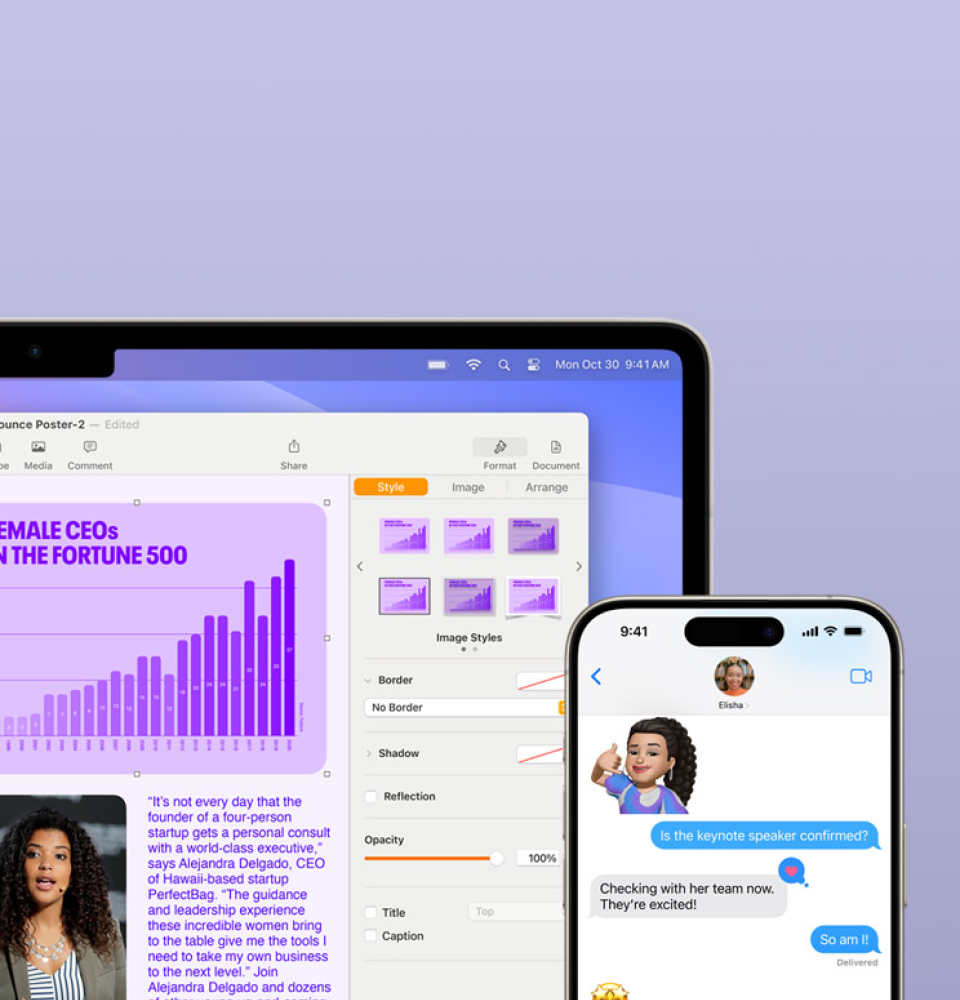 Mon Oct 30 9:41 AM
ounce Poster-2 — Edited
pe
Media
Comment
Share
Format
Document
Style
Image
Arrange
EMALE CEOs
N THE FORTUNE 500
Image Styles
Border
No Border
Shadow
Reflection
Opacity
100%
Title
Top
Caption
“It’s not every day that the
founder of a four-person
startup gets a personal consult
with a world-class executive,”
says Alejandra Delgado, CEO
of Hawaii-based startup
PerfectBag. “The guidance
and leadership experience
these incredible women bring
to the table give me the tools I
need to take my own business
to the next level.” Join
Alejandra Delgado and dozens
9:41
Elisha
Is the keynote speaker confirmed?
Checking with her team now.
They’re excited!
So am I!
Delivered